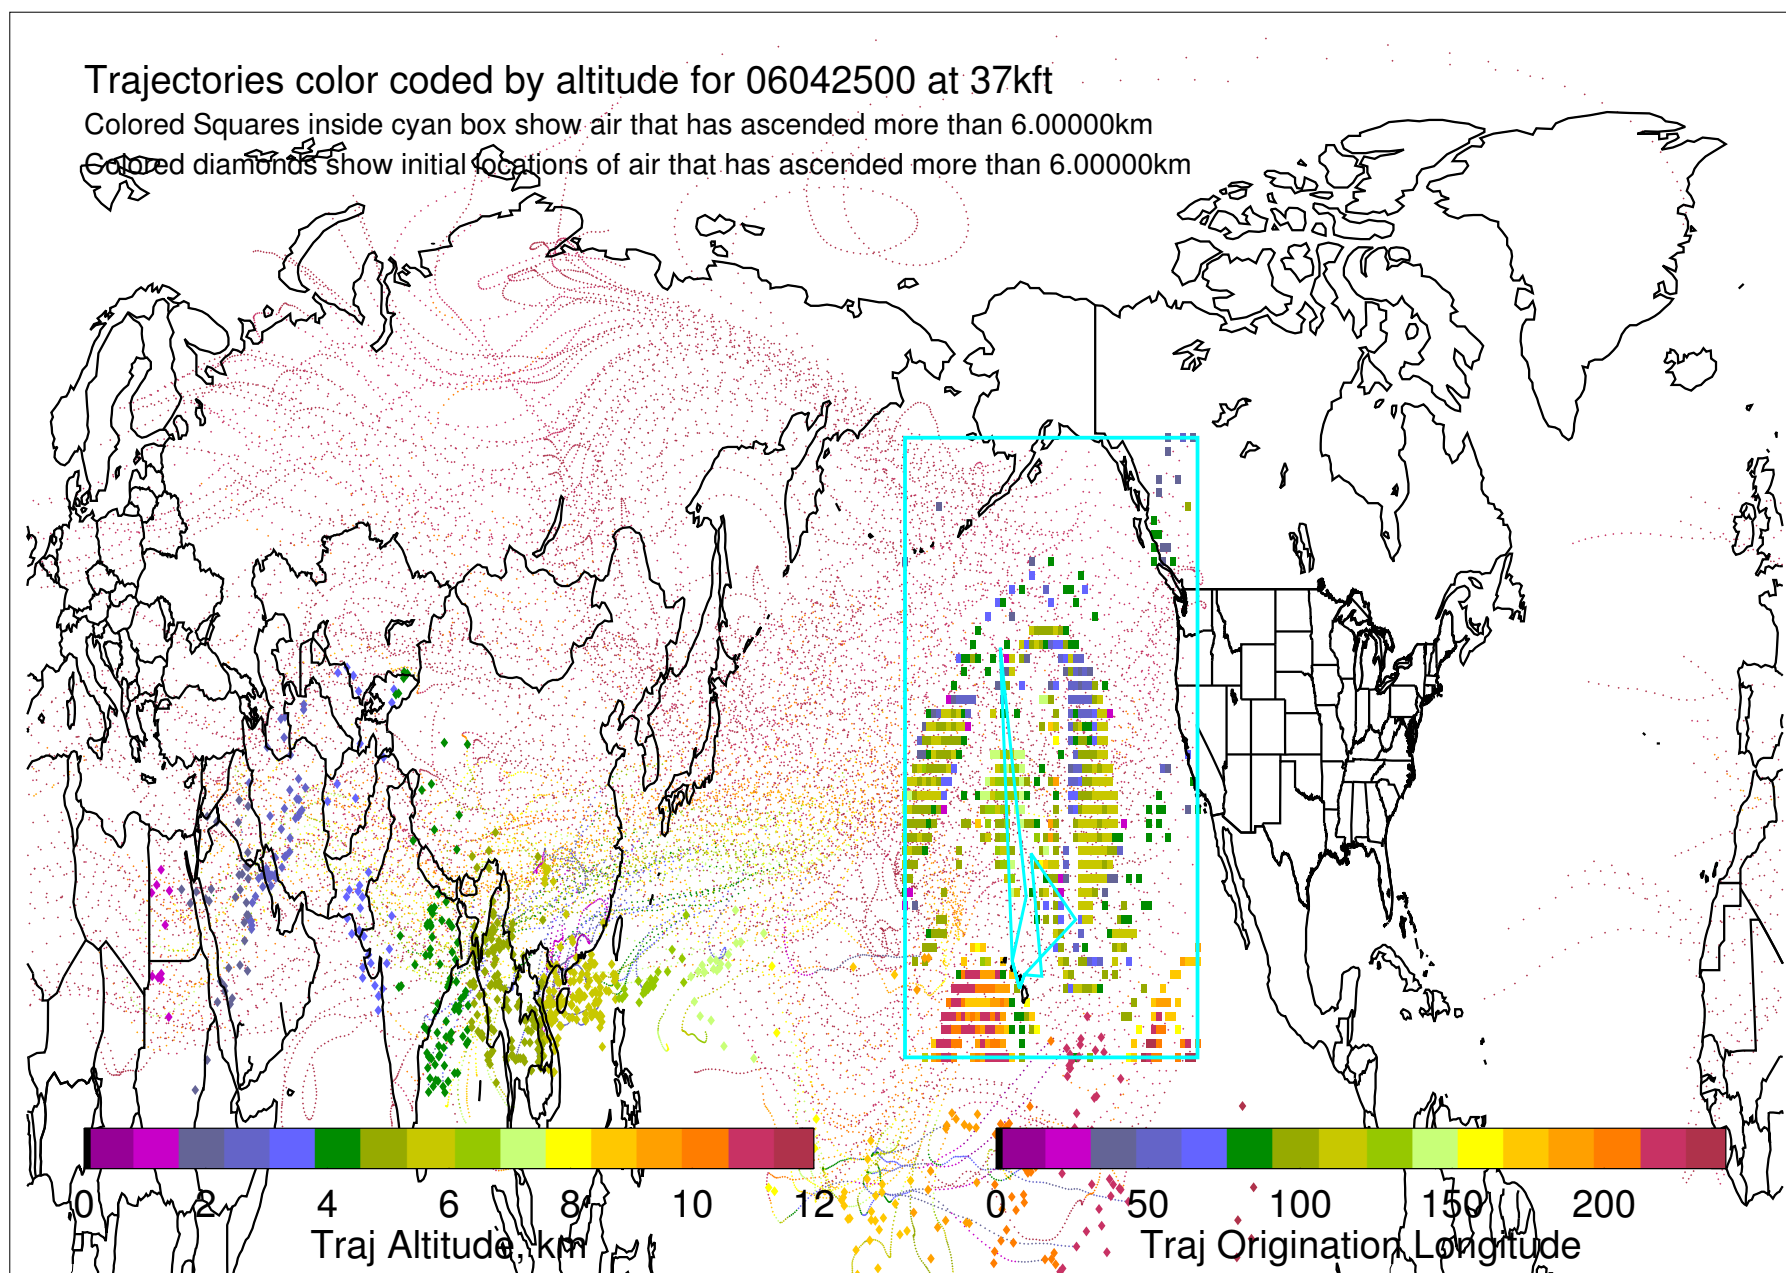 Trajectories color coded by altitude for 06042500 at 37kft
Colored Squares inside cyan box show air that has ascended more than 6.00000km
Colored diamonds show initial locations of air that has ascended more than 6.00000km
0 2 4 6 8 10 12
Traj Altitude, km
0 50 100 150 200
Traj Origination Longitude